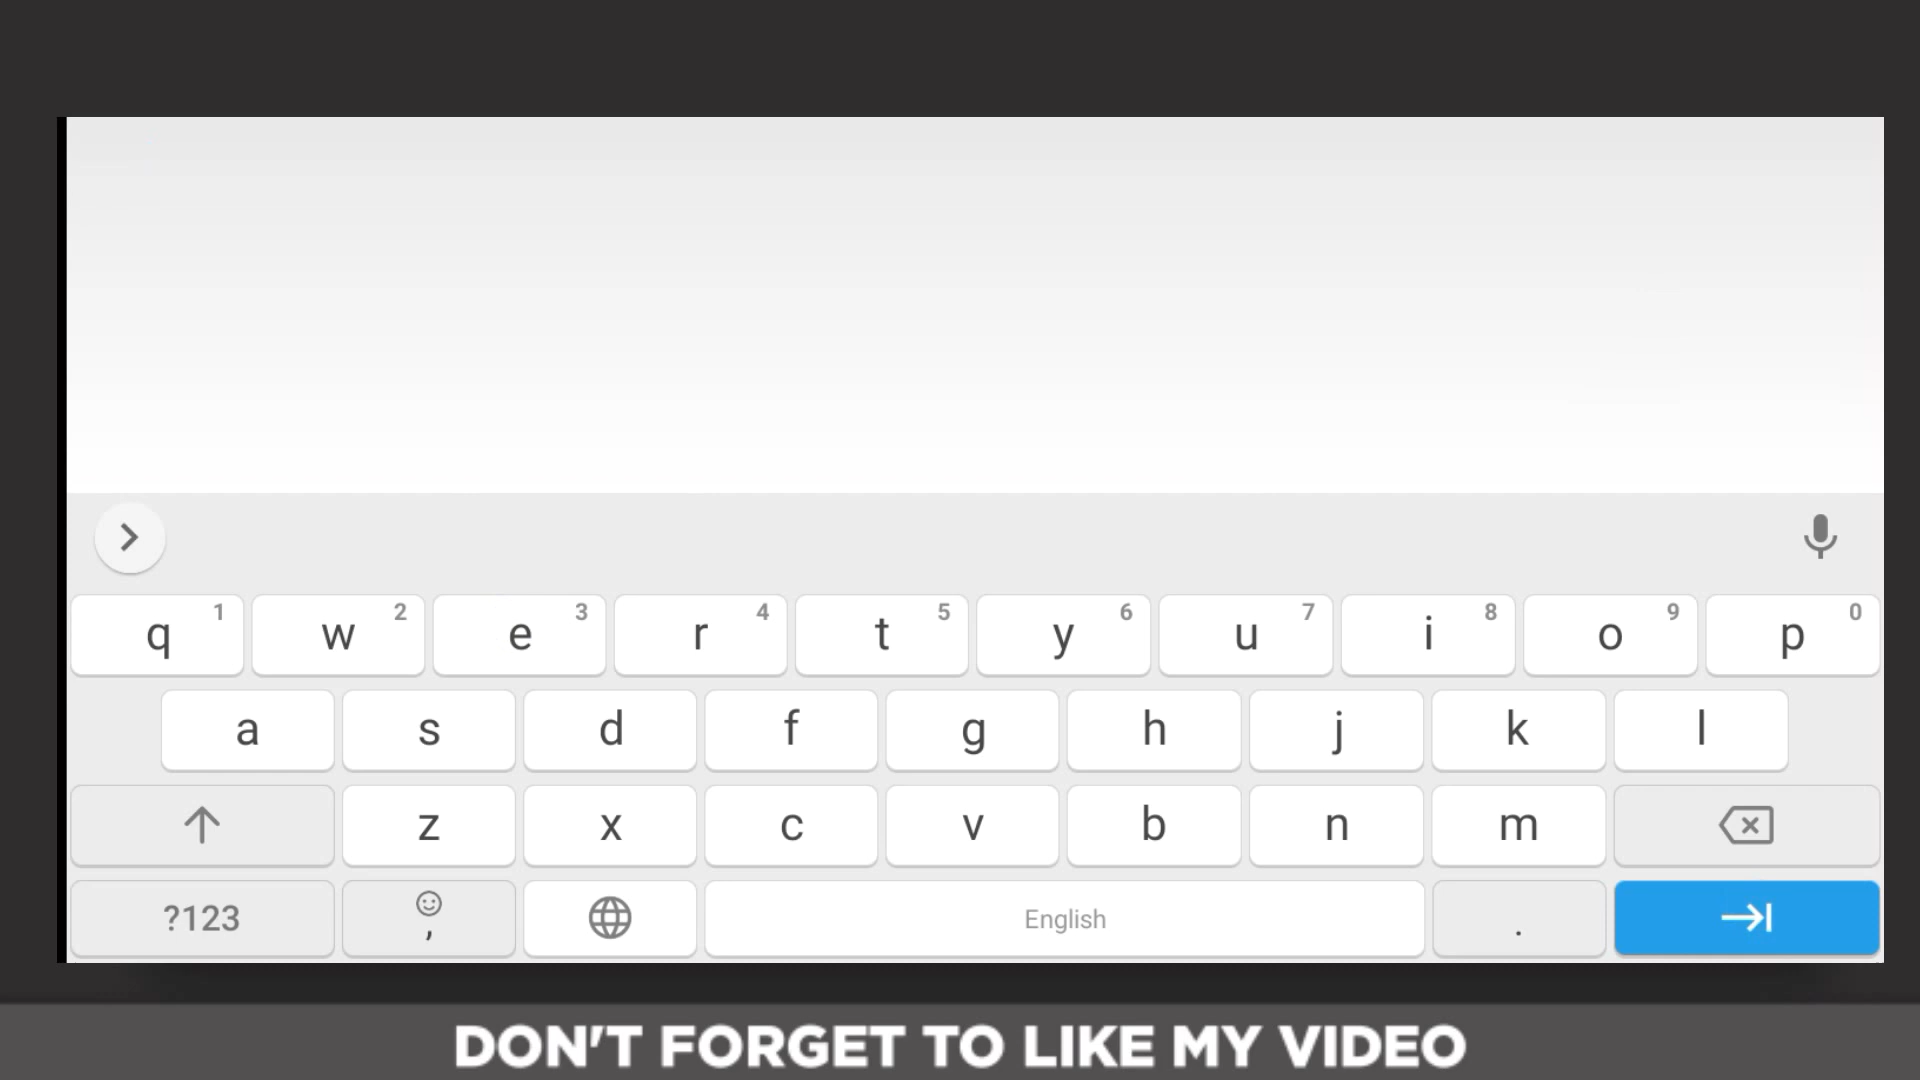 q 1 w 2 e 3 r 4 t 5 y 6 u 7 i 8 o 9 p 0
a s d f g h j k l
z x c v b n m
?123 , English .
DON'T FORGET TO LIKE MY VIDEO